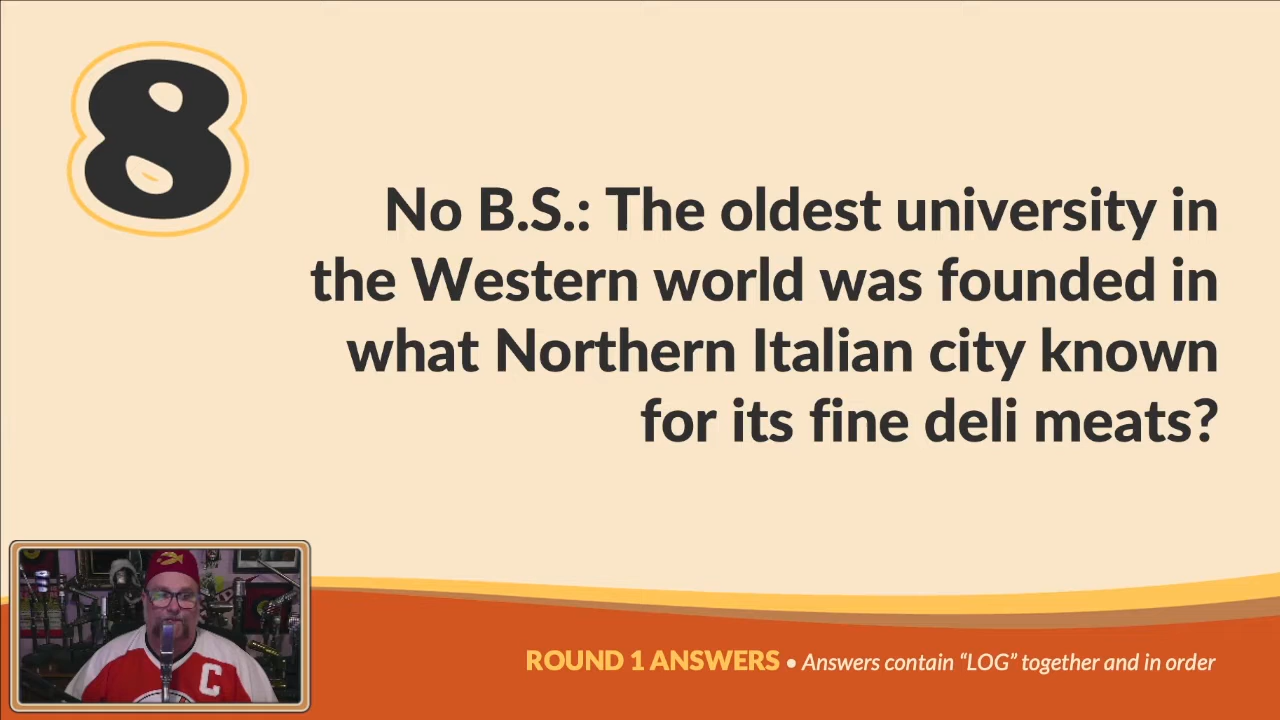 8
No B.S.: The oldest university in
the Western world was founded in
what Northern Italian city known
for its fine deli meats?
C
ROUND 1 ANSWERS • Answers contain “LOG” together and in order